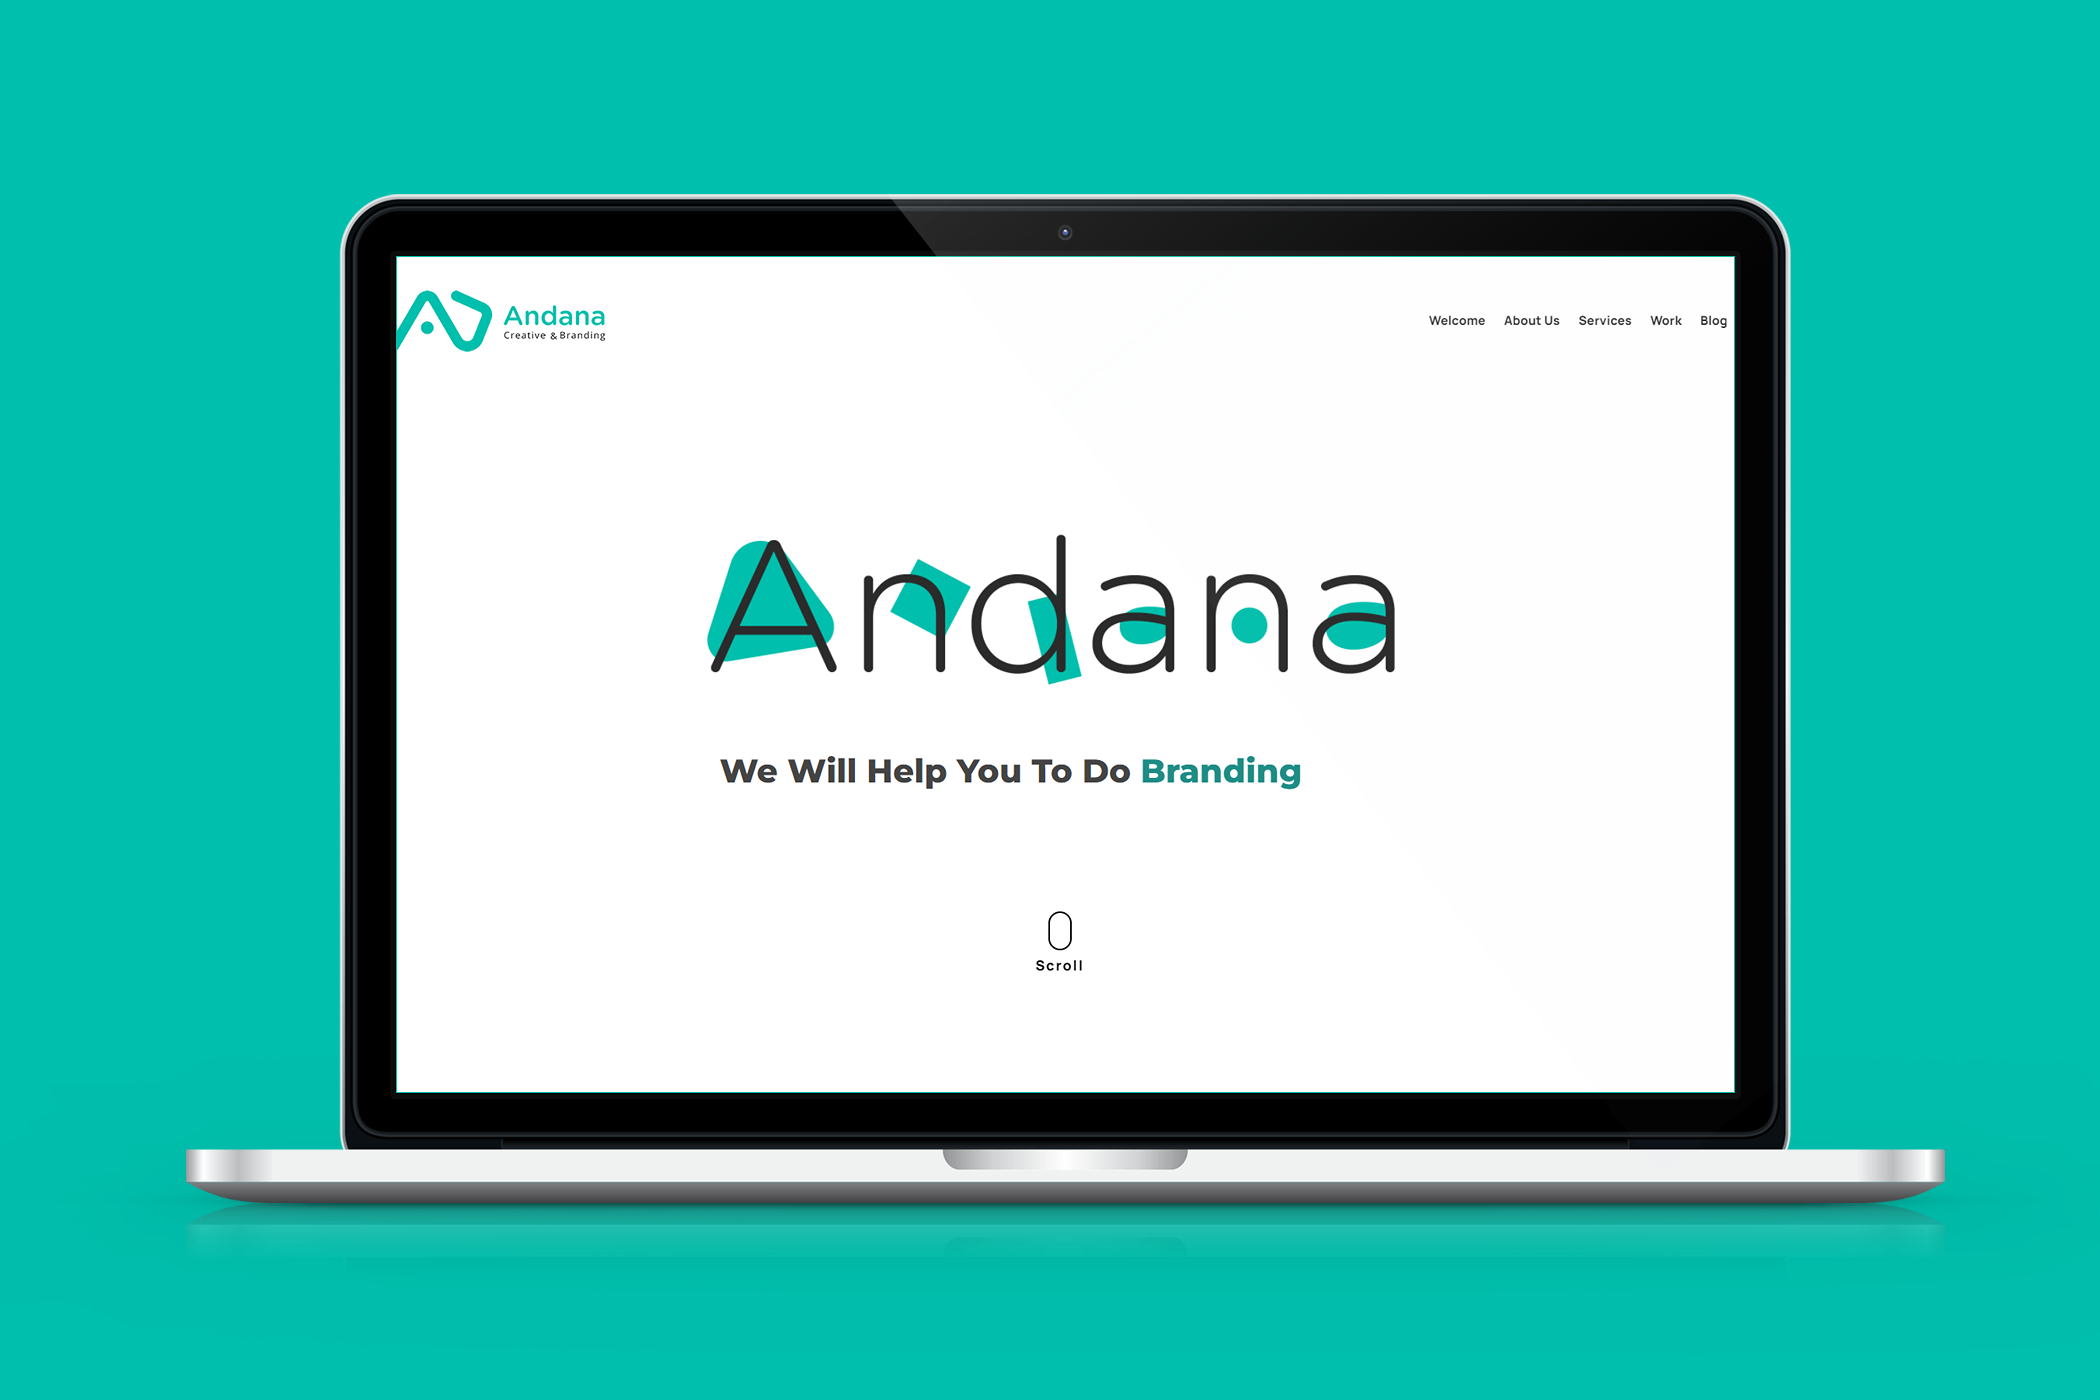 Andana
Creative & Branding
Welcome About Us Services Work Blog
Andana
We Will Help You To Do Branding
Scroll